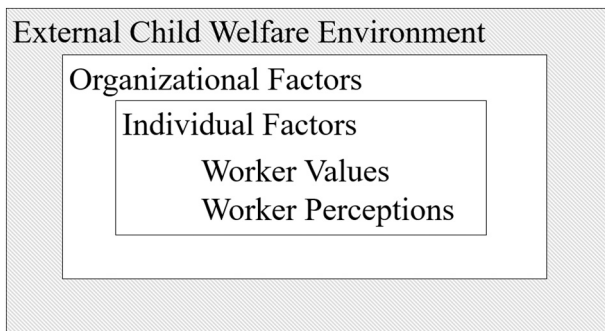 External Child Welfare Environment
Organizational Factors
Individual Factors
Worker Values
Worker Perceptions